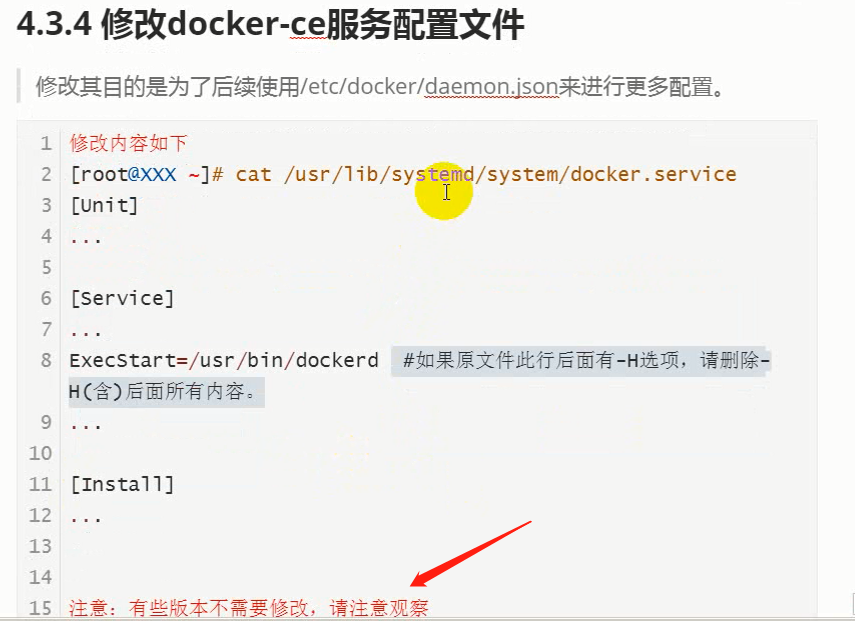 4.3.4 修改docker-ce服务配置文件
修改其目的是为了后续使用/etc/docker/daemon.json来进行更多配置。
1 修改内容如下
2 [root@XXX ~]# cat /usr/lib/systemd/system/docker.service
3 [Unit]
4 ...
5
6 [Service]
7 ...
8 ExecStart=/usr/bin/dockerd #如果原文件此行后面有-H选项，请删除-
H(含)后面所有内容。
9 ...
10
11 [Install]
12 ...
13
14
15 注意：有些版本不需要修改，请注意观察